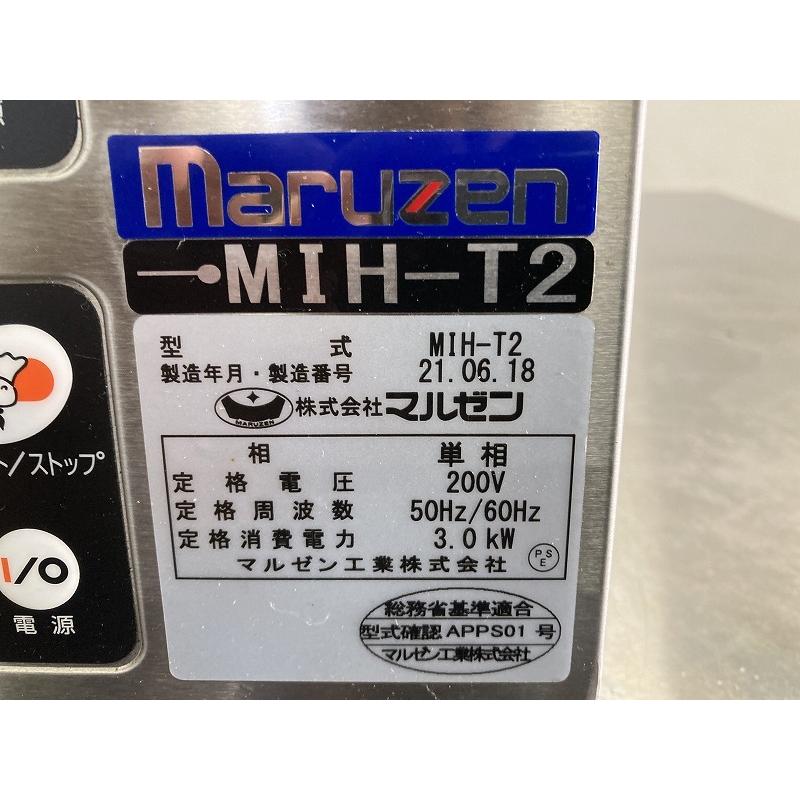 maruzen
MIH-T2
型 式 MIH-T2
製造年月・製造番号 21.06.18
MARUZEN 株式会社 マルゼン
相 単相
定格電圧 200V
定格周波数 50Hz/60Hz
定格消費電力 3.0kW
マルゼン工業株式会社 PSE
総務省基準適合
型式確認 APPS01 号
マルゼン工業株式会社
/ストップ
I/O
電源